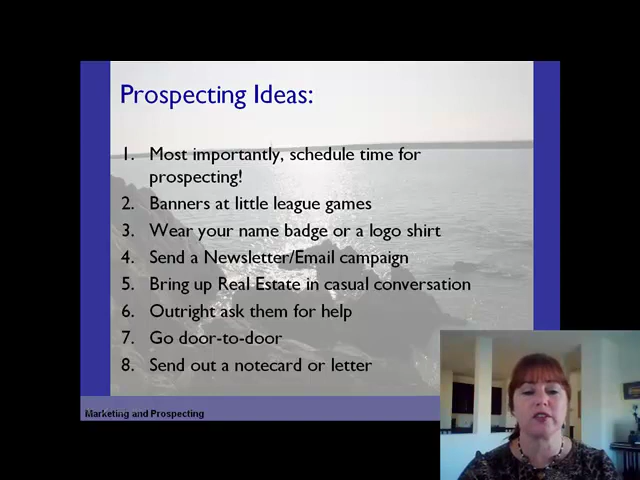 Prospecting Ideas:
1. Most importantly, schedule time for
prospecting!
2. Banners at little league games
3. Wear your name badge or a logo shirt
4. Send a Newsletter/Email campaign
5. Bring up Real Estate in casual conversation
6. Outright ask them for help
7. Go door-to-door
8. Send out a notecard or letter
Marketing and Prospecting